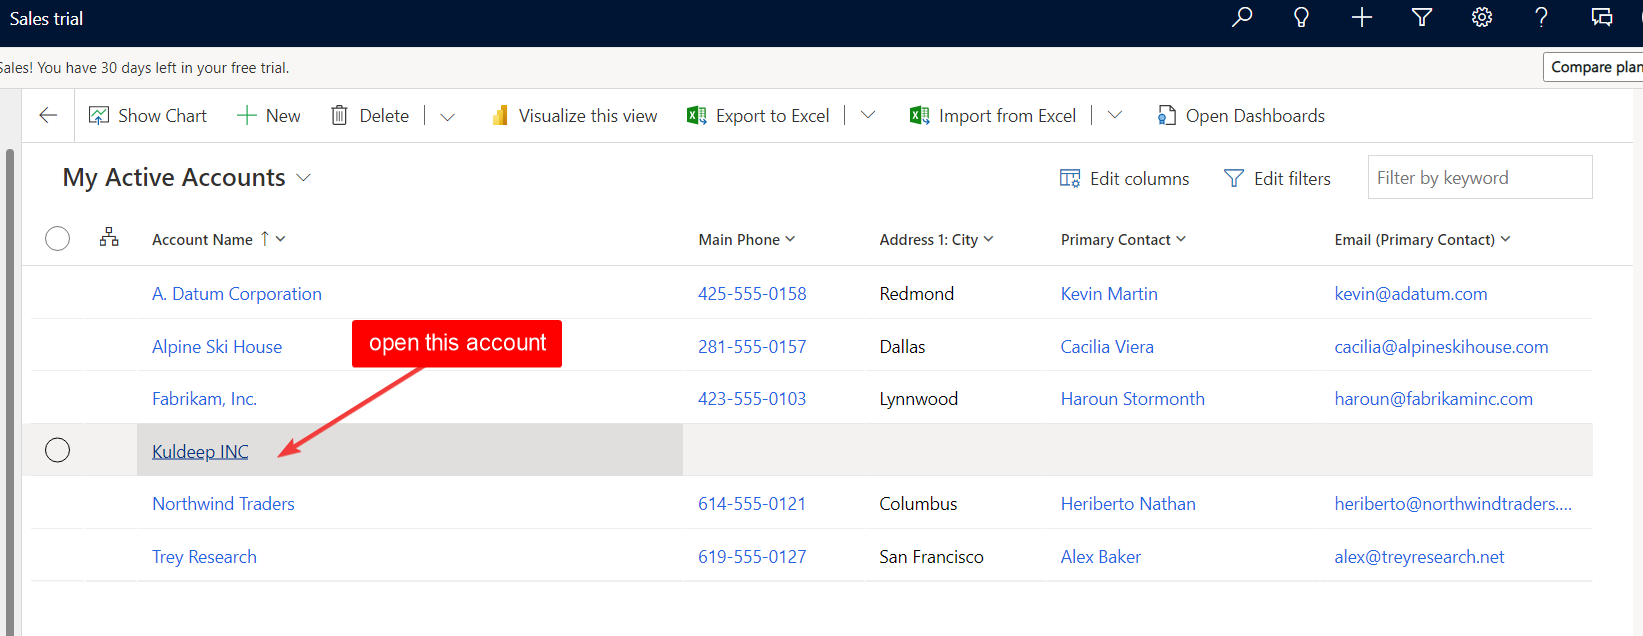 Sales trial
Sales! You have 30 days left in your free trial.
Compare plan
Show Chart New Delete Visualize this view Export to Excel Import from Excel Open Dashboards
My Active Accounts Edit columns Edit filters Filter by keyword
Account Name Main Phone Address 1: City Primary Contact Email (Primary Contact)
A. Datum Corporation 425-555-0158 Redmond Kevin Martin kevin@adatum.com
open this account
Alpine Ski House 281-555-0157 Dallas Cacilia Viera cacilia@alpineskihouse.com
Fabrikam, Inc. 423-555-0103 Lynnwood Haroun Stormonth haroun@fabrikaminc.com
Kuldeep INC
Northwind Traders 614-555-0121 Columbus Heriberto Nathan heriberto@northwindtraders....
Trey Research 619-555-0127 San Francisco Alex Baker alex@treyresearch.net